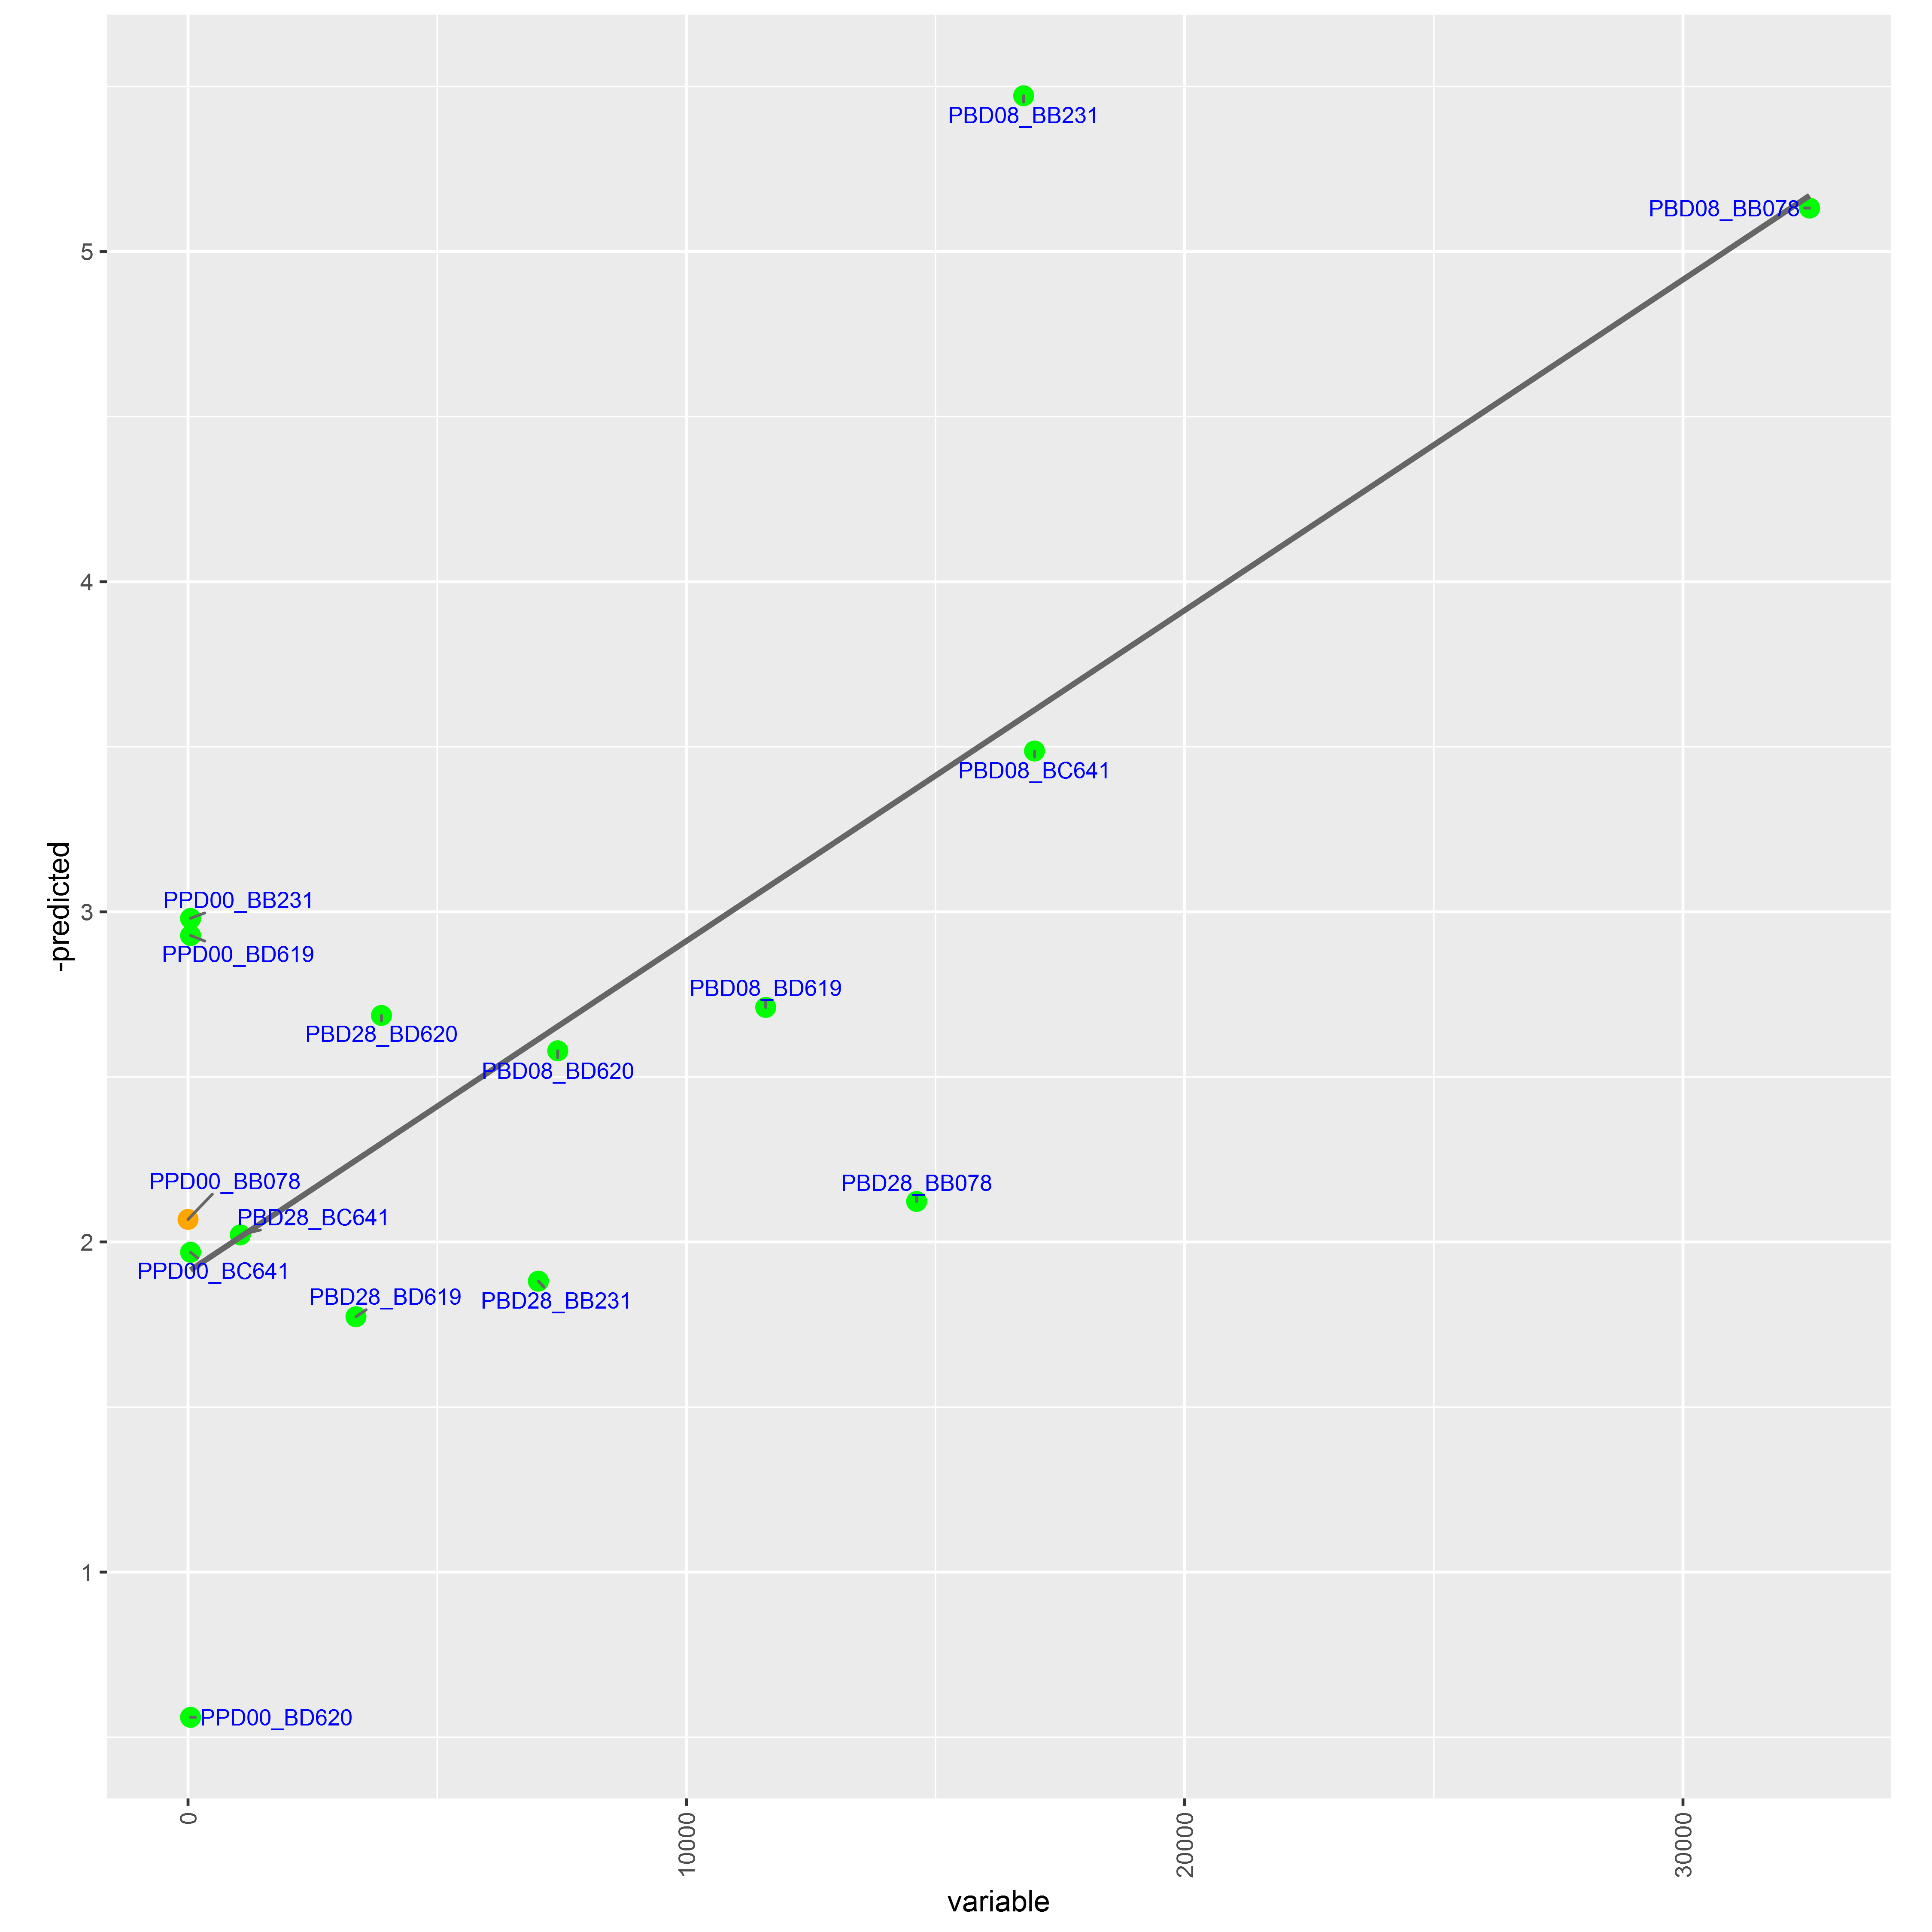 PBD08_BB231
PBD08_BB078
5
4
PBD08_BC641
-predicted
PPD00_BB231
3
PPD00_BD619
PBD08_BD619
PBD28_BD620
PBD08_BD620
PPD00_BB078
PBD28_BB078
PBD28_BC641
2
PPD00_BC641
PBD28_BD619
PBD28_BB231
1
PPD00_BD620
0
10000
20000
30000
variable